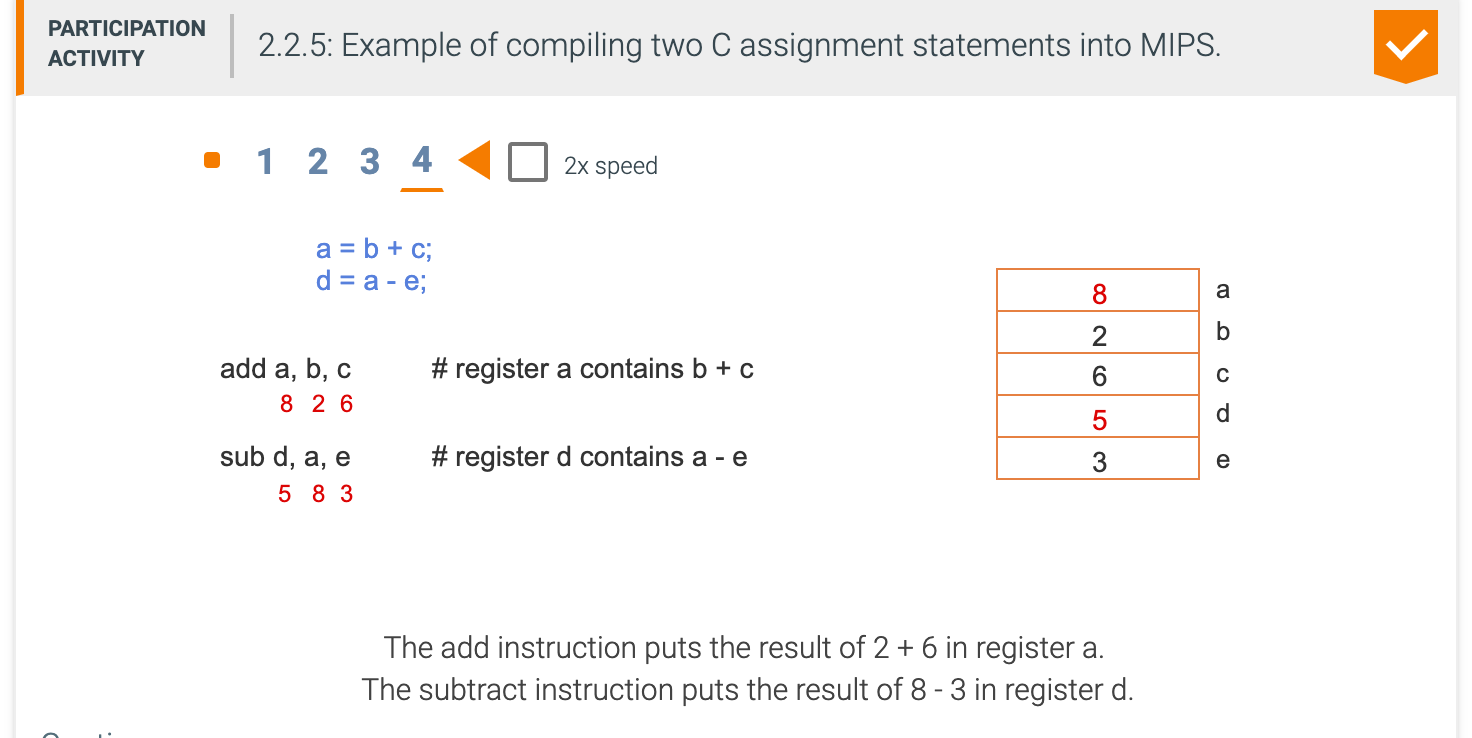 PARTICIPATION
ACTIVITY
2.2.5: Example of compiling two C assignment statements into MIPS.
1 2 3 4 2x speed
a = b + c;
d = a - e;
add a, b, c # register a contains b + c
8 2 6
sub d, a, e # register d contains a - e
5 8 3
8 a
2 b
6 c
5 d
3 e
The add instruction puts the result of 2 + 6 in register a.
The subtract instruction puts the result of 8 - 3 in register d.